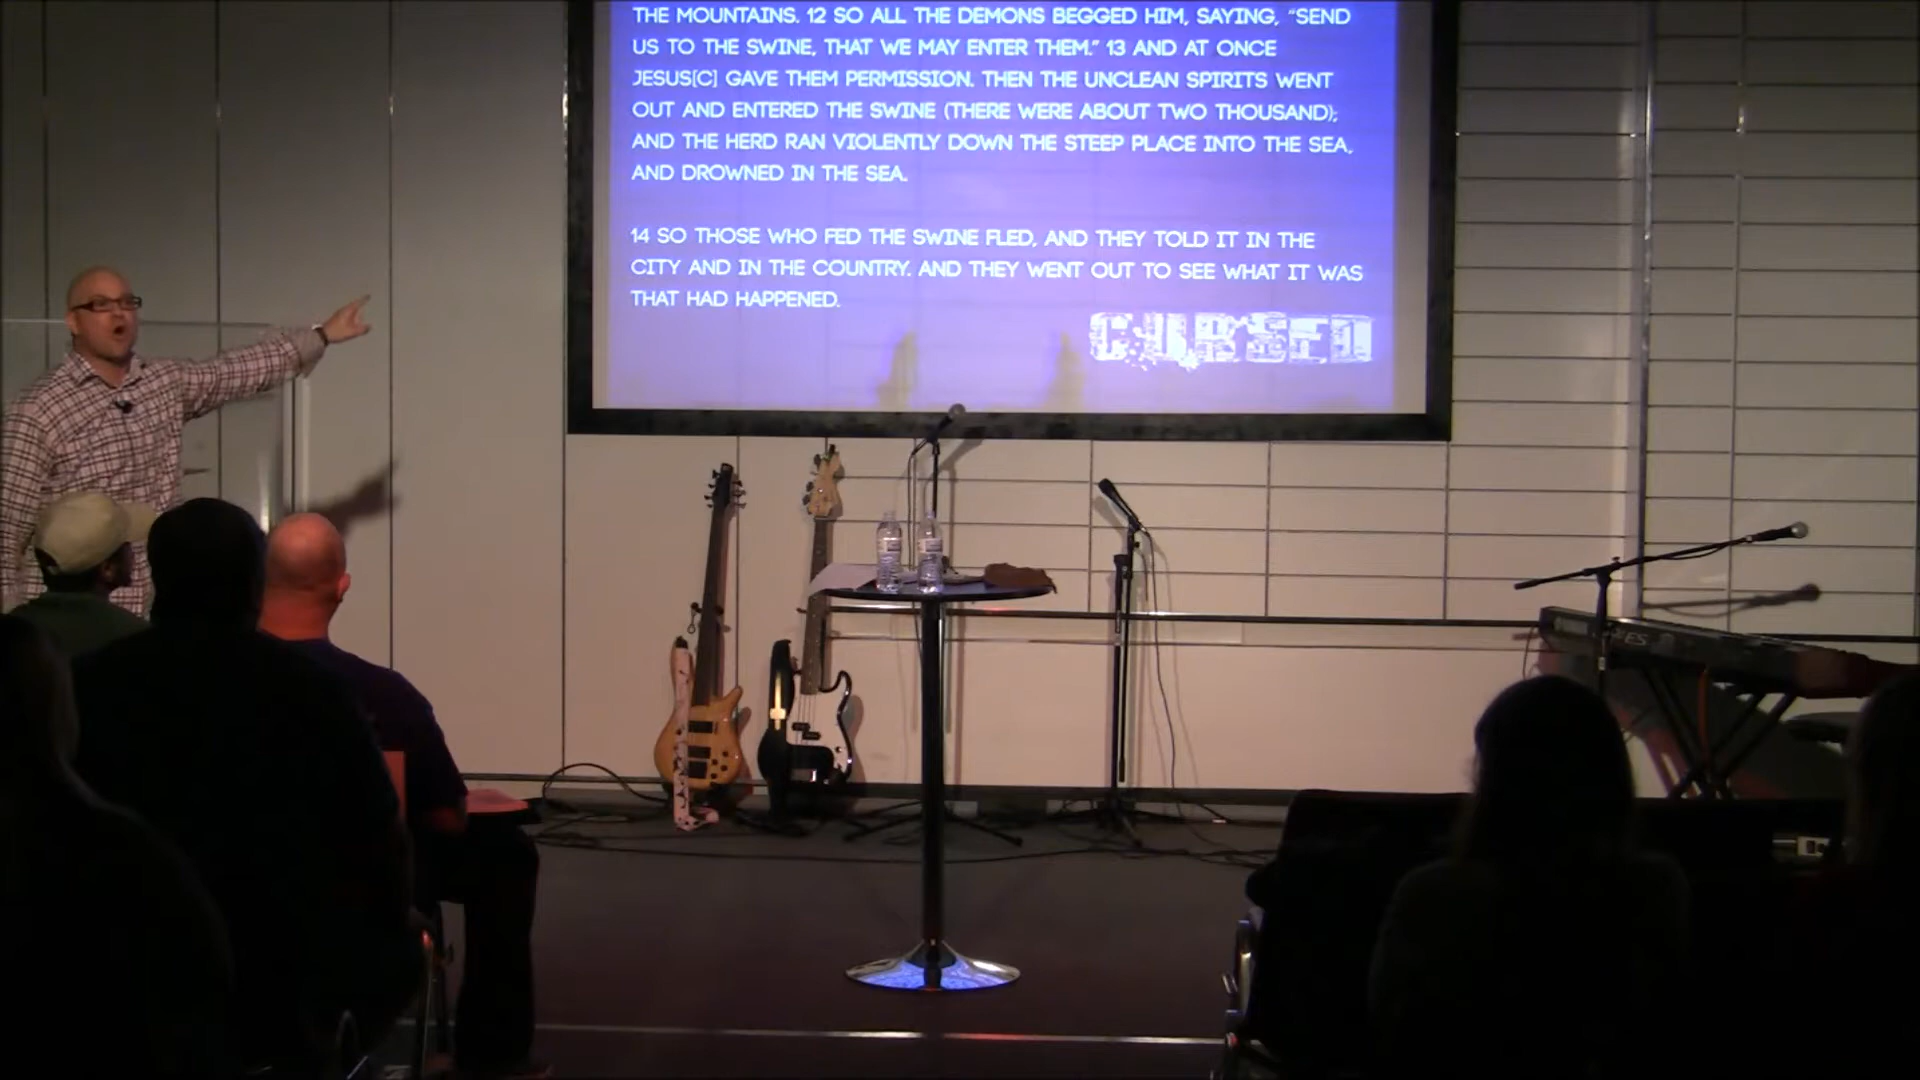 THE MOUNTAINS. 12 SO ALL THE DEMONS BEGGED HIM, SAYING, “SEND
US TO THE SWINE, THAT WE MAY ENTER THEM.” 13 AND AT ONCE
JESUS[C] GAVE THEM PERMISSION. THEN THE UNCLEAN SPIRITS WENT
OUT AND ENTERED THE SWINE (THERE WERE ABOUT TWO THOUSAND);
AND THE HERD RAN VIOLENTLY DOWN THE STEEP PLACE INTO THE SEA,
AND DROWNED IN THE SEA.
14 SO THOSE WHO FED THE SWINE FLED, AND THEY TOLD IT IN THE
CITY AND IN THE COUNTRY. AND THEY WENT OUT TO SEE WHAT IT WAS
THAT HAD HAPPENED.
CURSED